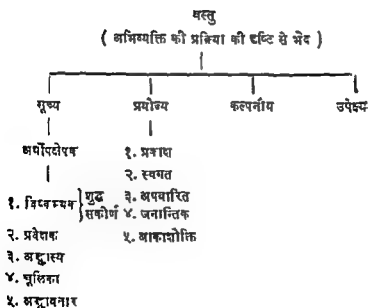 वस्तु
( अभिव्यक्ति की प्रक्रिया की दृष्टि से भेद )
सूच्य प्रयोज्य कल्पनीय उपेक्ष्य
अर्थोपक्षेपक
१. प्रकाश
२. स्वगत
१. विष्कम्भक } शुद्ध
सकीर्ण
३. अपवारित
४. जनान्तिक
२. प्रवेशक
५. आकाशोक्ति
३. अङ्कास्य
४. चूलिका
५. अङ्कावतार